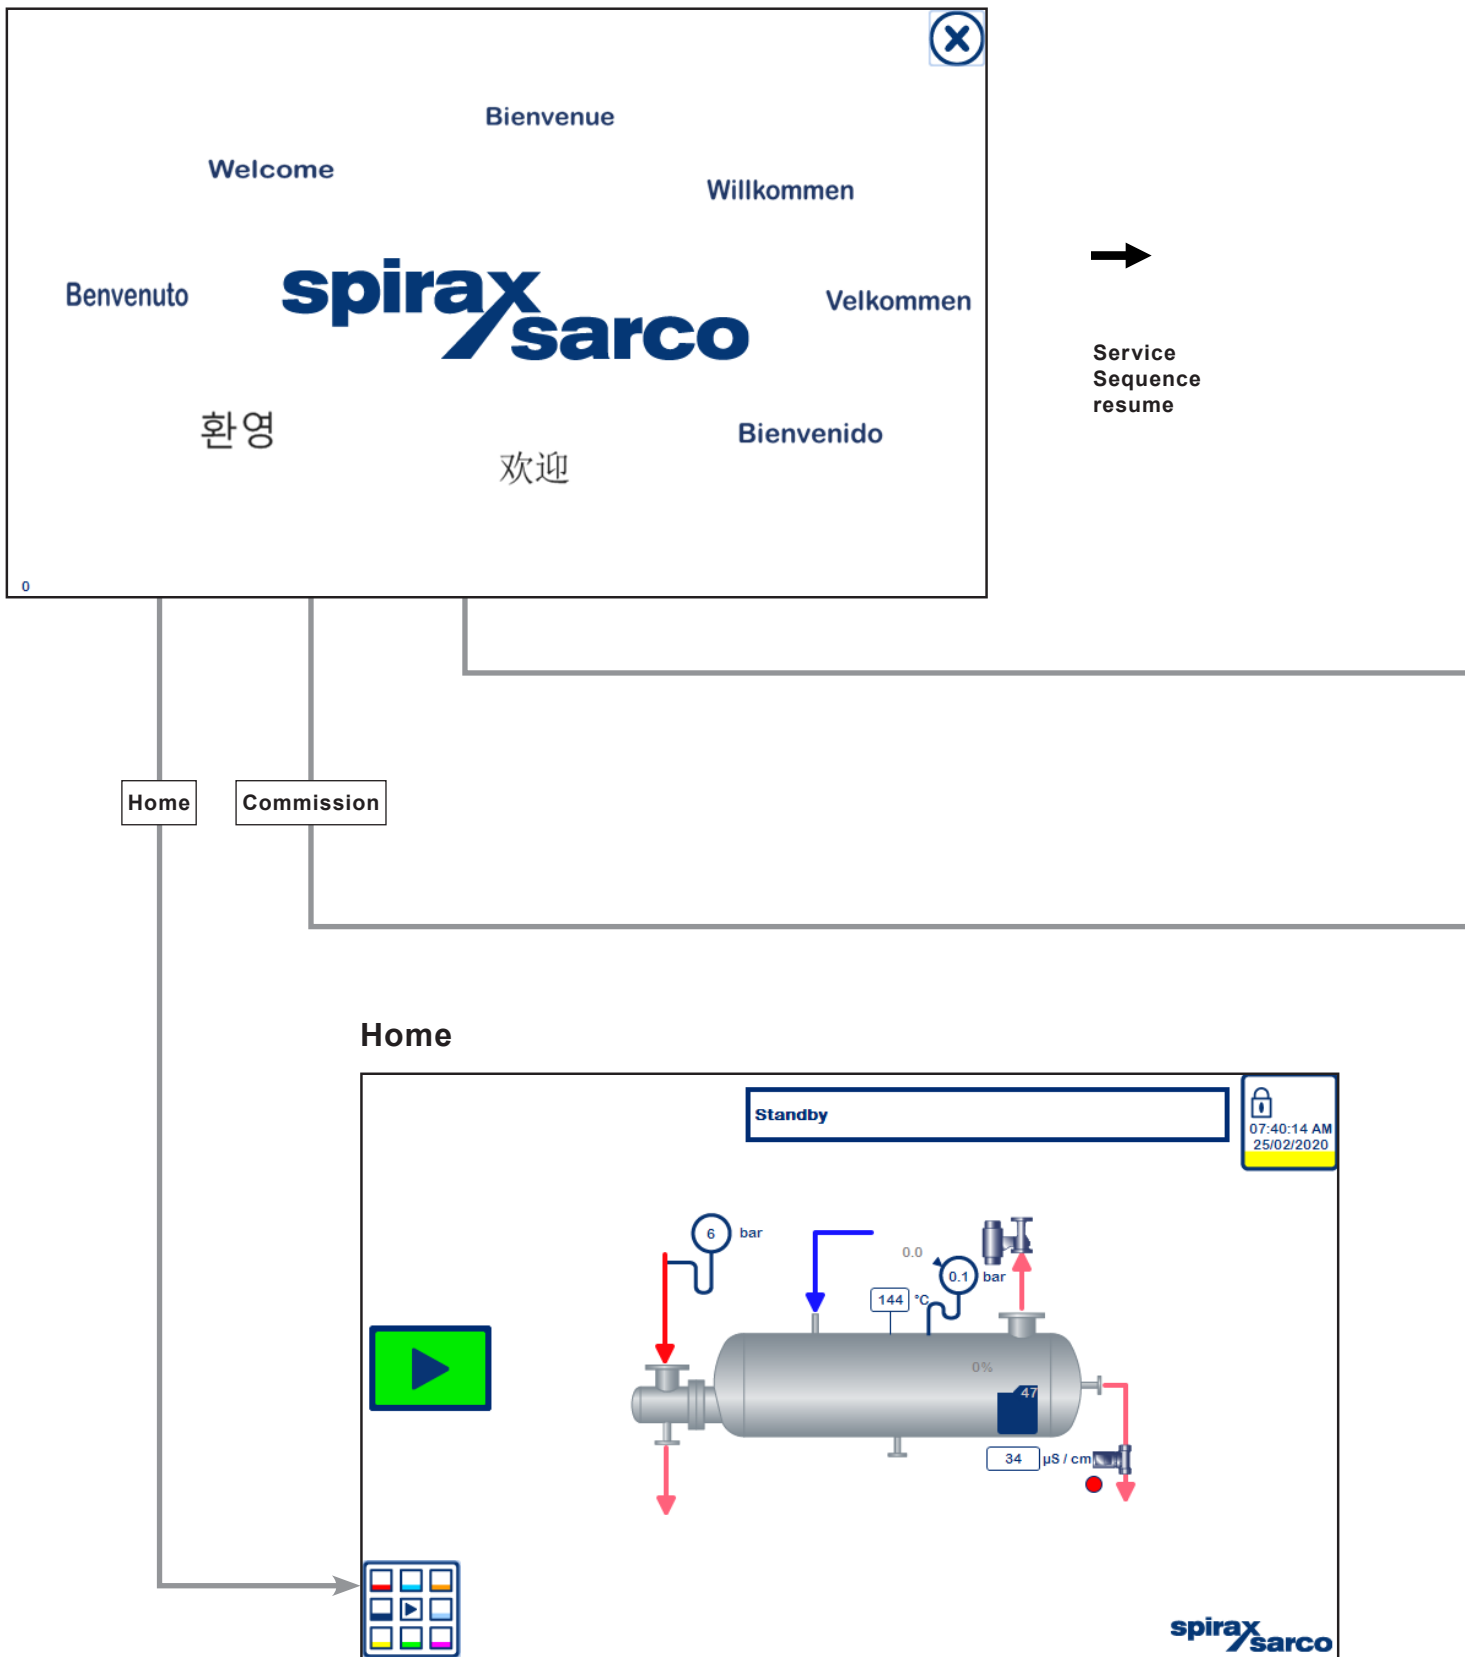 Bienvenue
Welcome
Willkommen
Benvenuto
spirax
sarco
Velkommen
환영
欢迎
Bienvenido
0
Service
Sequence
resume
Home
Commission
Home
Standby
07:40:14 AM
25/02/2020
6 bar
0.0
0.1 bar
144 °C
0%
47
34 µS / cm
spirax
sarco